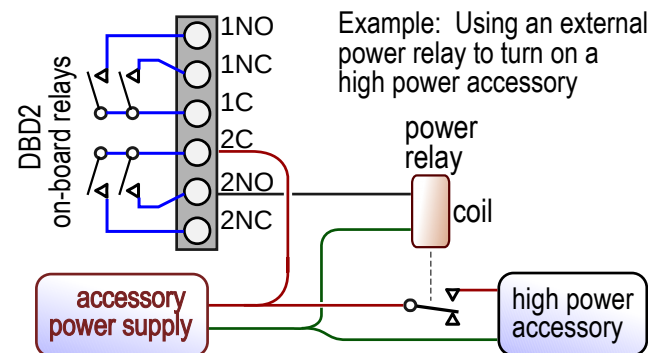 1NO
1NC
1C
2C
2NO
2NC
DBD2
on-board relays
Example: Using an external
power relay to turn on a
high power accessory
power
relay
coil
accessory
power supply
high power
accessory